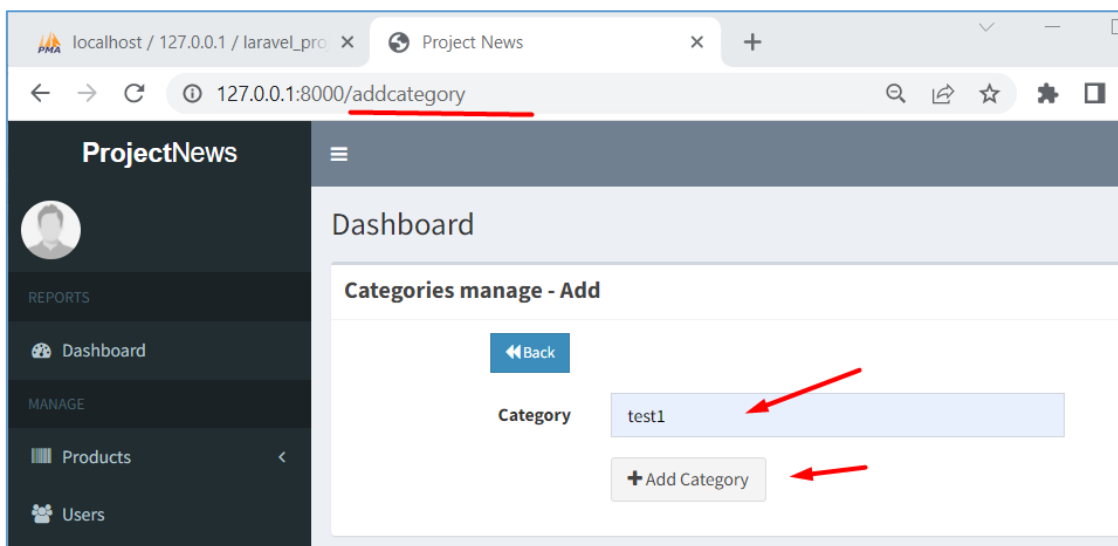 PMA localhost / 127.0.0.1 / laravel_pro
Project News
127.0.0.1:8000/addcategory
ProjectNews
Dashboard
REPORTS
Categories manage - Add
Dashboard
Back
MANAGE
Category test1
Products
Add Category
Users